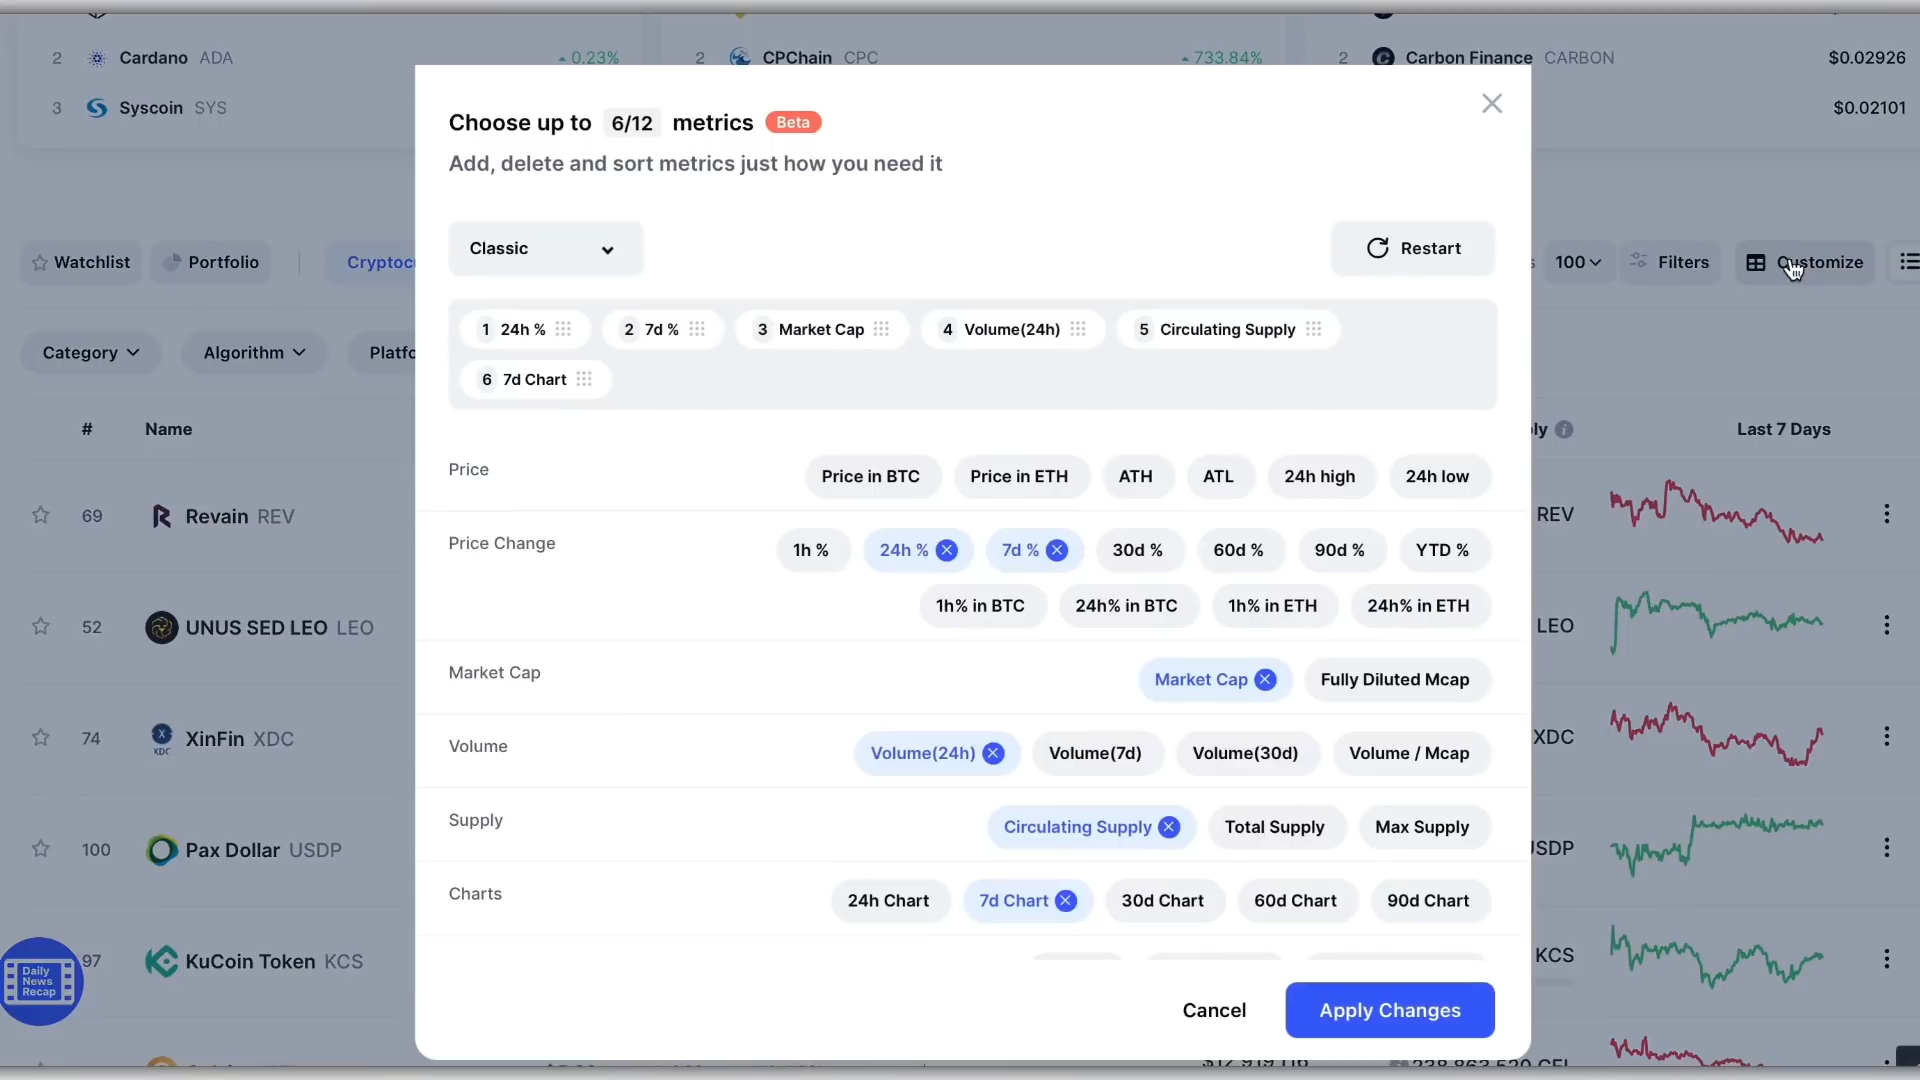 2 Cardano ADA 0.23% 2 CPChain CPC 733.84% 2 Carbon Finance CARBON $0.02926
3 Syscoin SYS $0.02101
Choose up to 6/12 metrics Beta
Add, delete and sort metrics just how you need it
Classic Restart
Watchlist Portfolio Cryptoc 100 Filters Customize
1 24h % 2 7d % 3 Market Cap 4 Volume(24h) 5 Circulating Supply
6 7d Chart
Category Algorithm Platfo
# Name ly Last 7 Days
Price Price in BTC Price in ETH ATH ATL 24h high 24h low
69 Revain REV REV
Price Change 1h % 24h % 7d % 30d % 60d % 90d % YTD %
1h% in BTC 24h% in BTC 1h% in ETH 24h% in ETH
52 UNUS SED LEO LEO LEO
Market Cap Market Cap Fully Diluted Mcap
74 XDC XinFin XDC XDC
Volume Volume(24h) Volume(7d) Volume(30d) Volume / Mcap
Supply Circulating Supply Total Supply Max Supply
100 Pax Dollar USDP USDP
Charts 24h Chart 7d Chart 30d Chart 60d Chart 90d Chart
97 KuCoin Token KCS KCS
Daily
News
Recap
Cancel Apply Changes